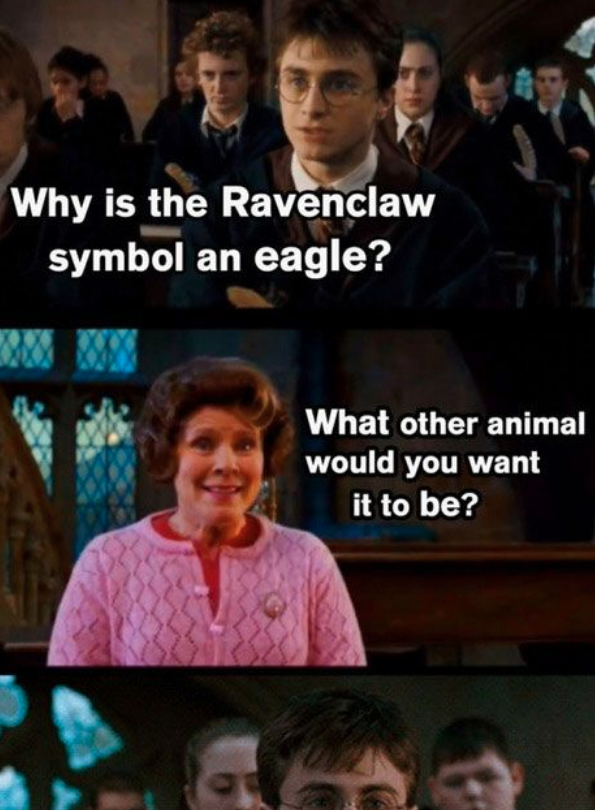 Why is the Ravenclaw
symbol an eagle?
What other animal
would you want
it to be?